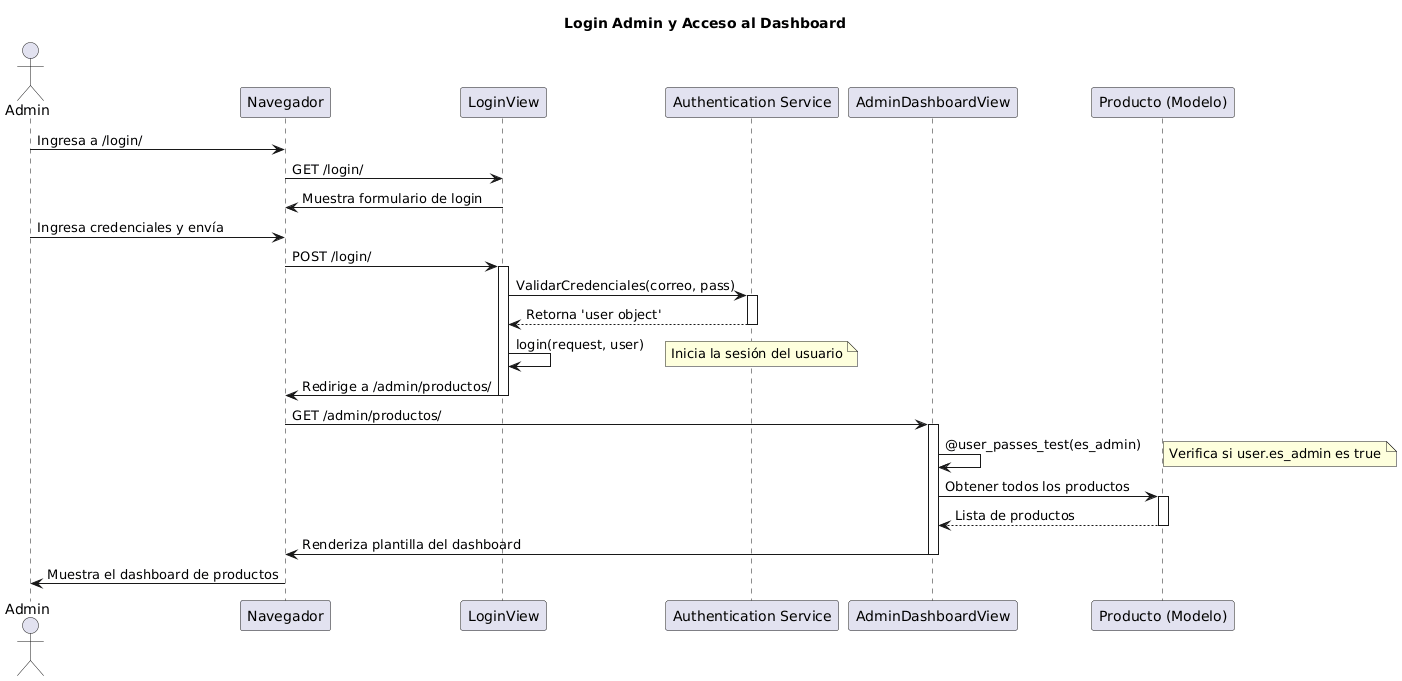 Login Admin y Acceso al Dashboard
Admin
Navegador
LoginView
Authentication Service
AdminDashboardView
Producto (Modelo)
Ingresa a /login/
GET /login/
Muestra formulario de login
Ingresa credenciales y envía
POST /login/
ValidarCredenciales(correo, pass)
Retorna 'user object'
login(request, user)
Inicia la sesión del usuario
Redirige a /admin/productos/
GET /admin/productos/
@user_passes_test(es_admin)
Verifica si user.es_admin es true
Obtener todos los productos
Lista de productos
Renderiza plantilla del dashboard
Muestra el dashboard de productos
Admin
Navegador
LoginView
Authentication Service
AdminDashboardView
Producto (Modelo)